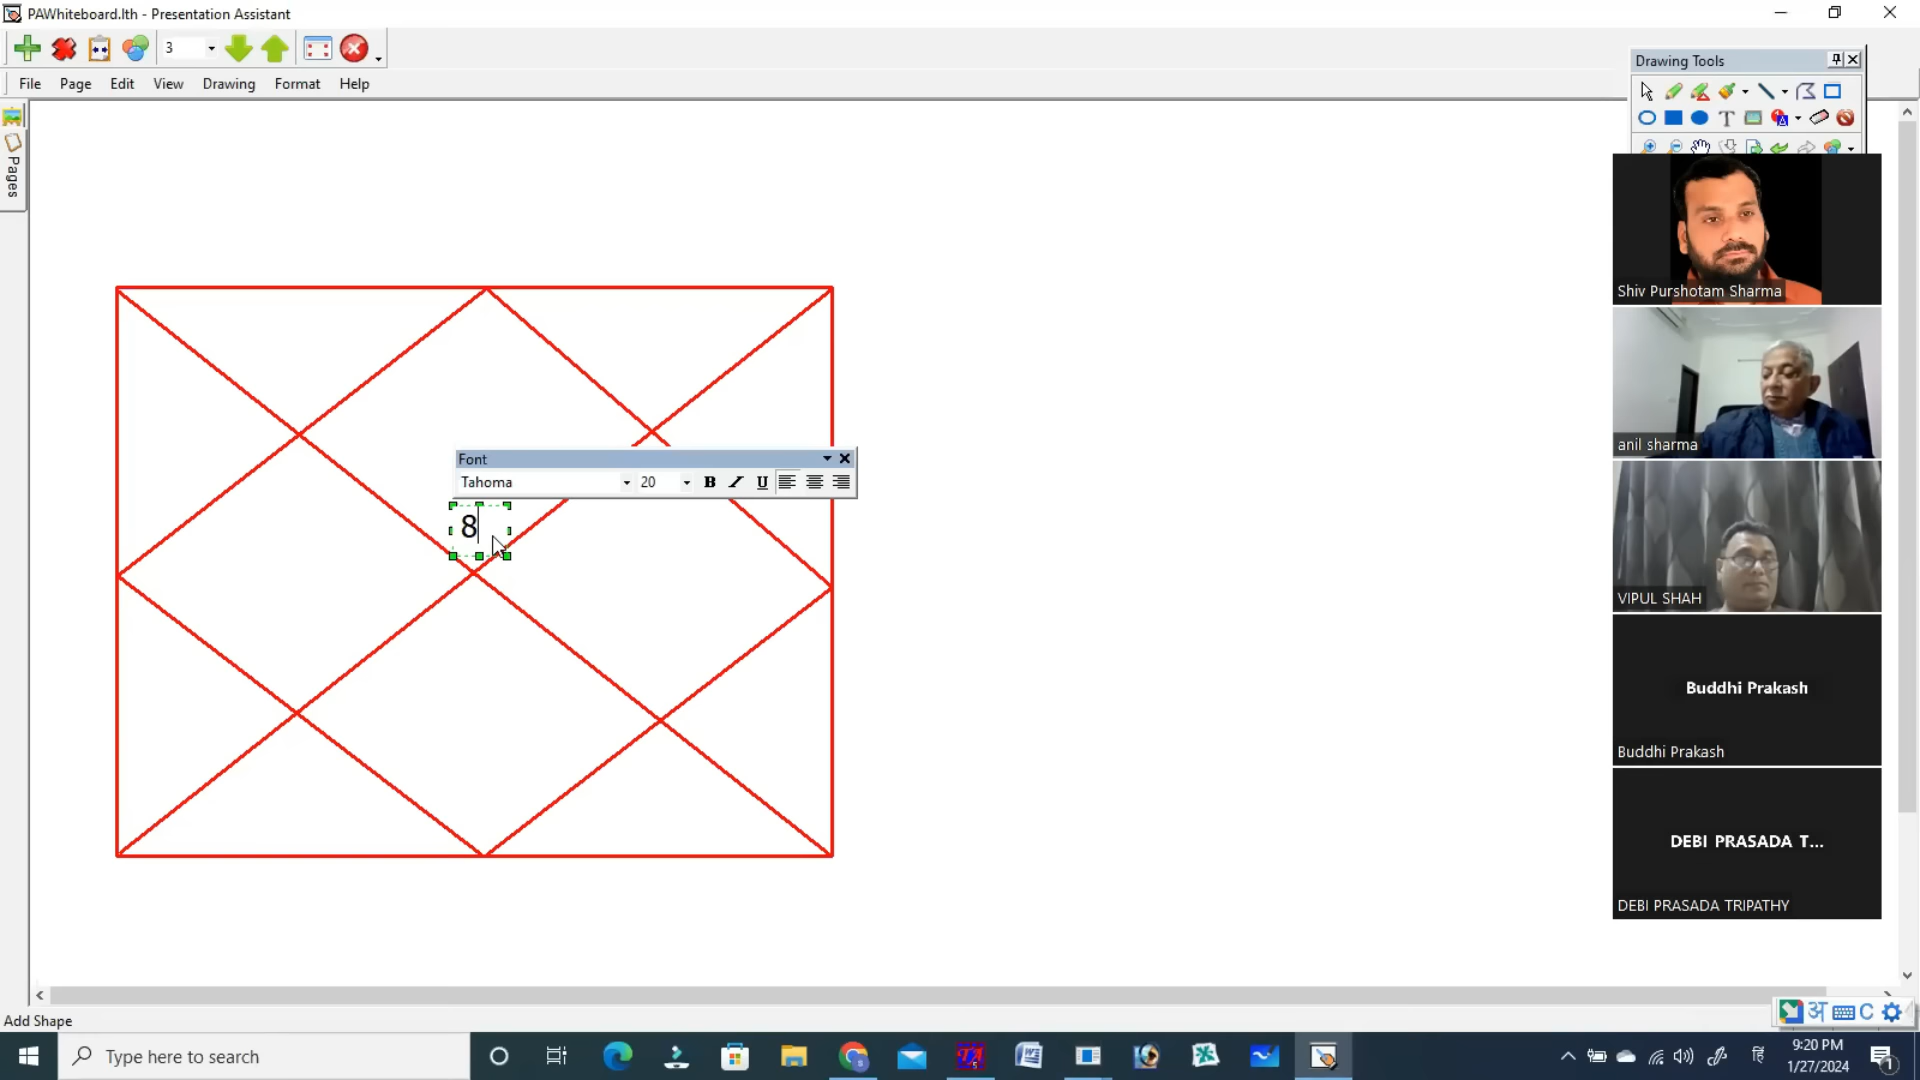 PAWhiteboard.lth - Presentation Assistant
3
File Page Edit View Drawing Format Help
Drawing Tools
Pages
Shiv Purshotam Sharma
anil sharma
Font
Tahoma 20 B I U
8
VIPUL SHAH
Buddhi Prakash
Buddhi Prakash
DEBI PRASADA T...
DEBI PRASADA TRIPATHY
Add Shape
अ C
Type here to search
हिं
9:20 PM
1/27/2024
1